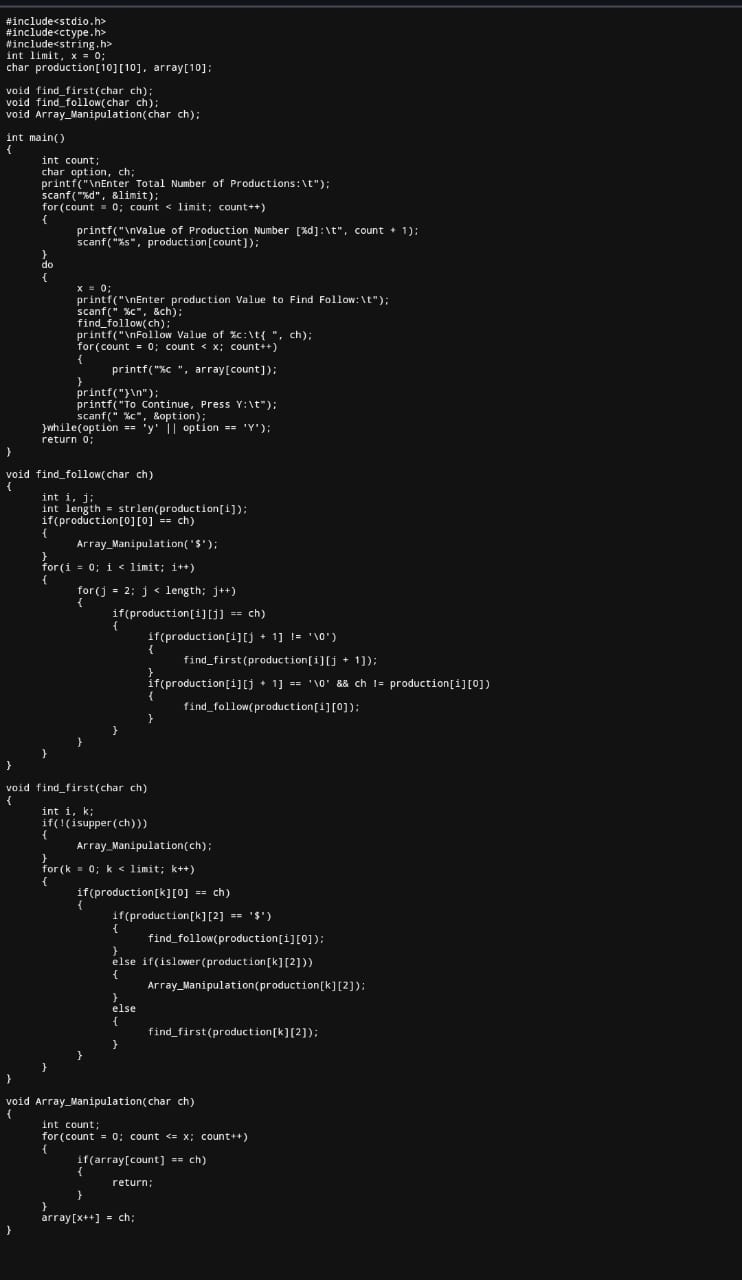 #include<stdio.h>
#include<ctype.h>
#include<string.h>
int limit, x = 0;
char production[10][10], array[10];

void find_first(char ch);
void find_follow(char ch);
void Array_Manipulation(char ch);

int main()
{
      int count;
      char option, ch;
      printf("\nEnter Total Number of Productions:\t");
      scanf("%d", &limit);
      for(count = 0; count < limit; count++)
      {
            printf("\nValue of Production Number [%d]:\t", count + 1);
            scanf("%s", production[count]);
      }
      do
      {
            x = 0;
            printf("\nEnter production Value to Find Follow:\t");
            scanf(" %c", &ch);
            find_follow(ch);
            printf("\nFollow Value of %c:\t{ ", ch);
            for(count = 0; count < x; count++)
            {
                  printf("%c ", array[count]);
            }
            printf("}\n");
            printf("To Continue, Press Y:\t");
            scanf(" %c", &option);
      }while(option == 'y' || option == 'Y');
      return 0;
}

void find_follow(char ch)
{
      int i, j;
      int length = strlen(production[i]);
      if(production[0][0] == ch)
      {
            Array_Manipulation('$');
      }
      for(i = 0; i < limit; i++)
      {
            for(j = 2; j < length; j++)
            {
                  if(production[i][j] == ch)
                  {
                        if(production[i][j + 1] != '\0')
                        {
                              find_first(production[i][j + 1]);
                        }
                        if(production[i][j + 1] == '\0' && ch != production[i][0])
                        {
                              find_follow(production[i][0]);
                        }
                  }
            }
      }
}

void find_first(char ch)
{
      int i, k;
      if(!(isupper(ch)))
      {
            Array_Manipulation(ch);
      }
      for(k = 0; k < limit; k++)
      {
            if(production[k][0] == ch)
            {
                  if(production[k][2] == '$')
                  {
                        find_follow(production[i][0]);
                  }
                  else if(islower(production[k][2]))
                  {
                        Array_Manipulation(production[k][2]);
                  }
                  else
                  {
                        find_first(production[k][2]);
                  }
            }
      }
}

void Array_Manipulation(char ch)
{
      int count;
      for(count = 0; count <= x; count++)
      {
            if(array[count] == ch)
            {
                  return;
            }
      }
      array[x++] = ch;
}